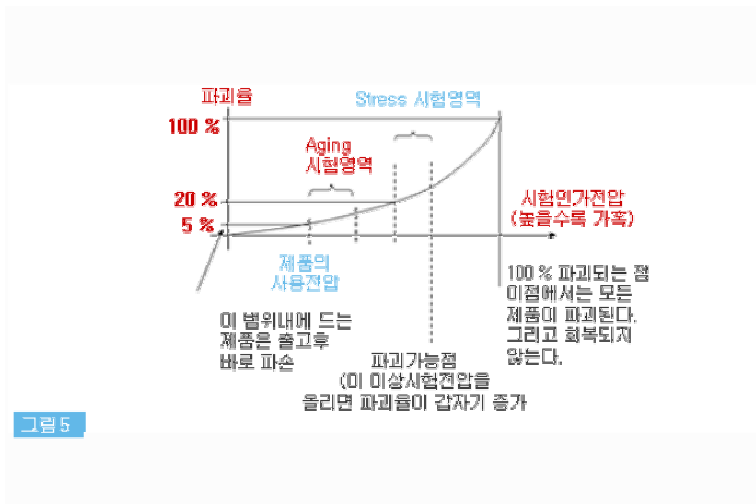 파괴율
Stress 시험영역
100 %
Aging
시험영역
20 %
시험인가전압
(높을수록 가혹)
5 %
제품의
사용전압
100 % 파괴되는 점
이점에서는 모든
제품이 파괴된다.
그리고 회복되지
않는다.
이 범위내에 드는
제품은 출고후
바로 파손
파괴가능점
(이 이상시험전압을
올리면 파괴율이 갑자기 증가
그림 5